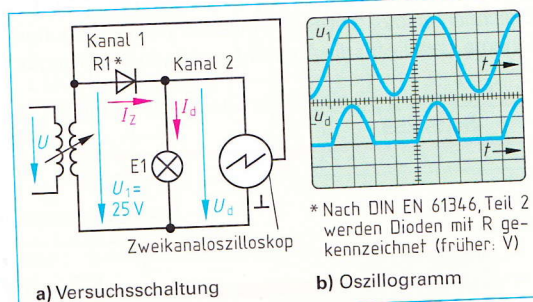 Kanal 1
R1*
Kanal 2
I_Z
I_d
U
E1
U_1=
25 V
U_d
⊥
Zweikanaloszilloskop
a) Versuchsschaltung
u_1
t
u_d
t
* Nach DIN EN 61346, Teil 2
werden Dioden mit R ge-
kennzeichnet (früher: V)
b) Oszillogramm